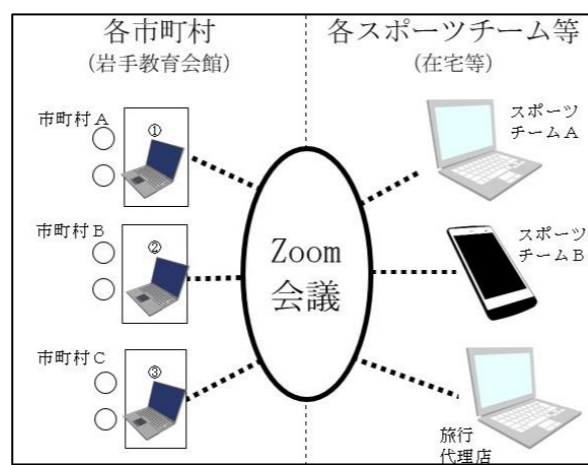 各市町村
(岩手教育会館)
各スポーツチーム等
(在宅等)
市町村A
①
市町村B
②
市町村C
③
Zoom
会議
スポーツ
チームA
スポーツ
チームB
旅行
代理店